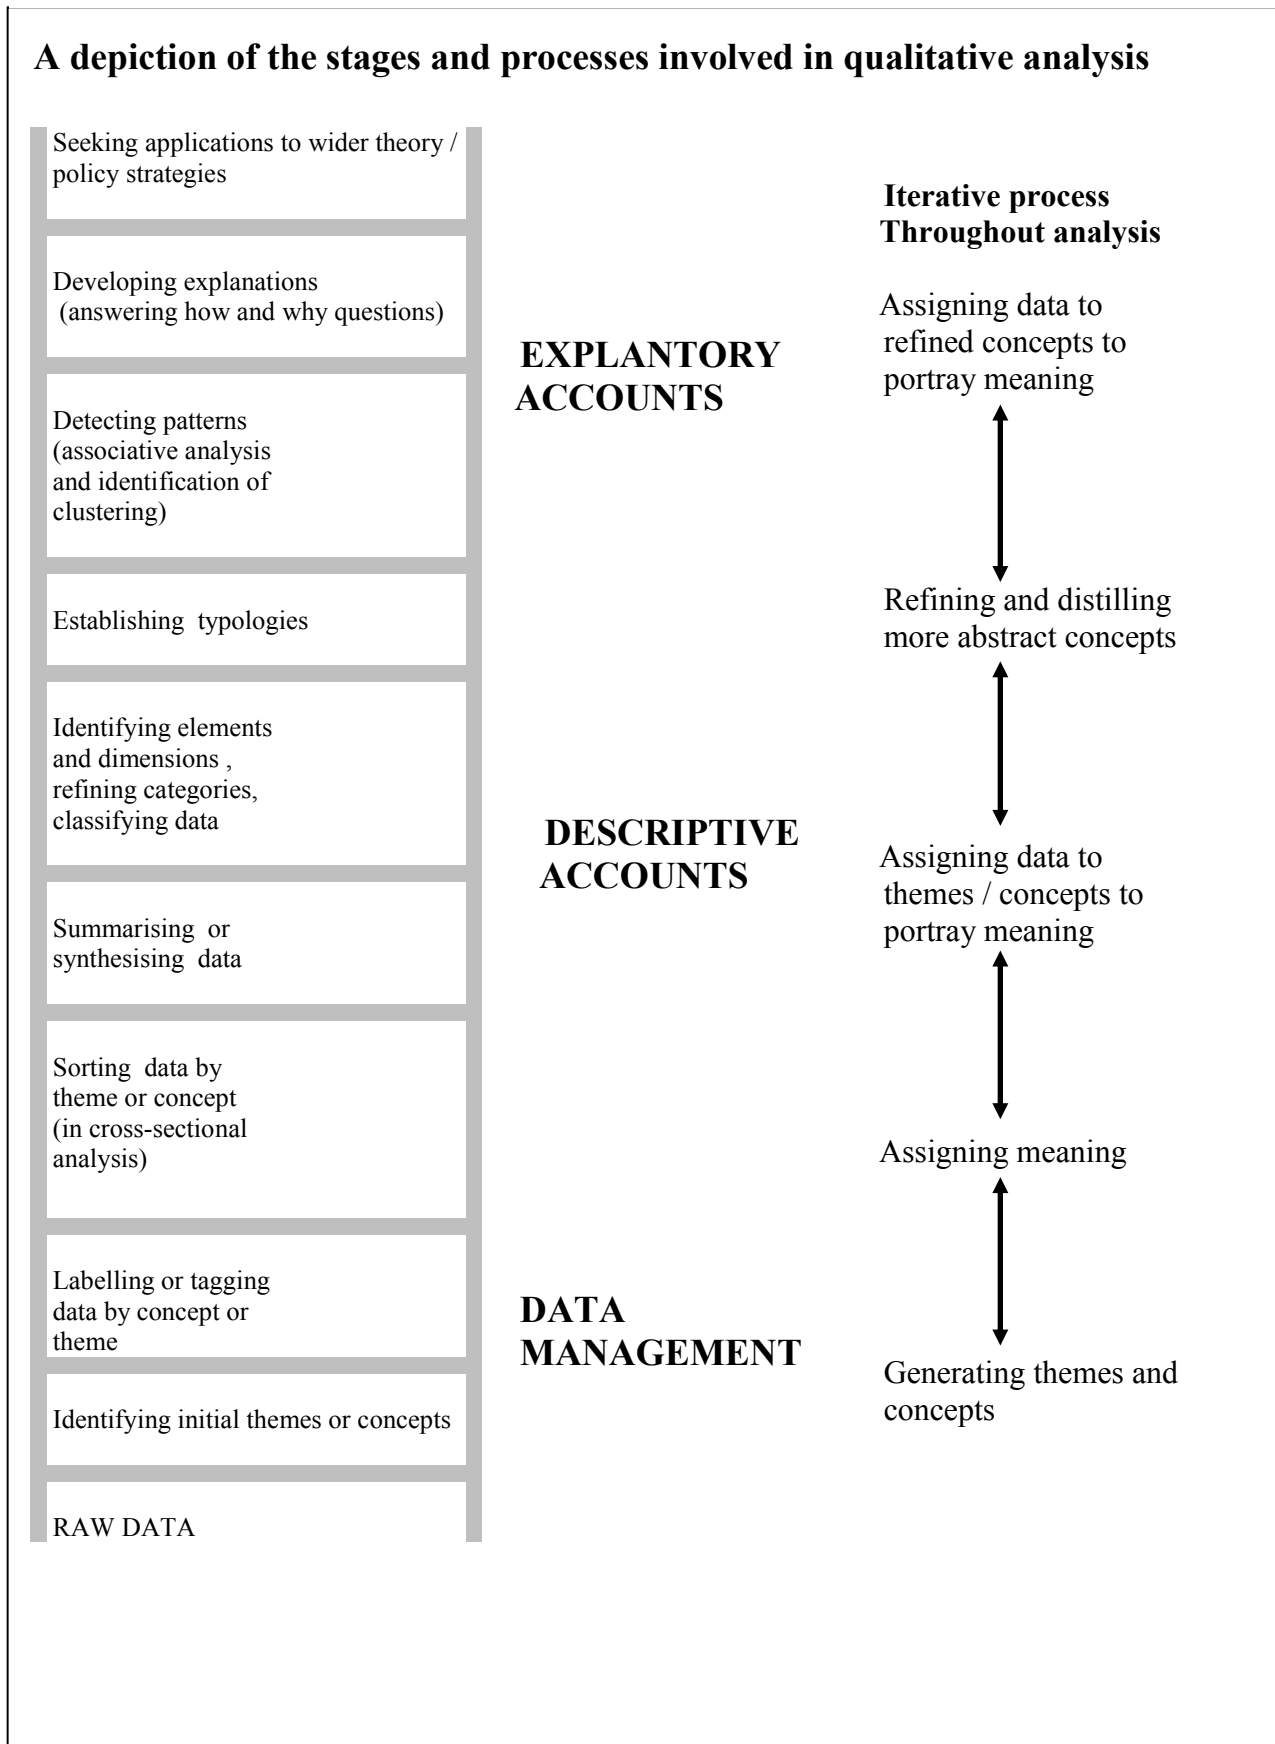 A depiction of the stages and processes involved in qualitative analysis
Seeking applications to wider theory /
policy strategies
Developing explanations
(answering how and why questions)
Detecting patterns
(associative analysis
and identification of
clustering)
Establishing typologies
Identifying elements
and dimensions ,
refining categories,
classifying data
Summarising or
synthesising data
Sorting data by
theme or concept
(in cross-sectional
analysis)
Labelling or tagging
data by concept or
theme
Identifying initial themes or concepts
RAW DATA
EXPLANTORY
ACCOUNTS
DESCRIPTIVE
ACCOUNTS
DATA
MANAGEMENT
Iterative process
Throughout analysis
Assigning data to
refined concepts to
portray meaning
Refining and distilling
more abstract concepts
Assigning data to
themes / concepts to
portray meaning
Assigning meaning
Generating themes and
concepts